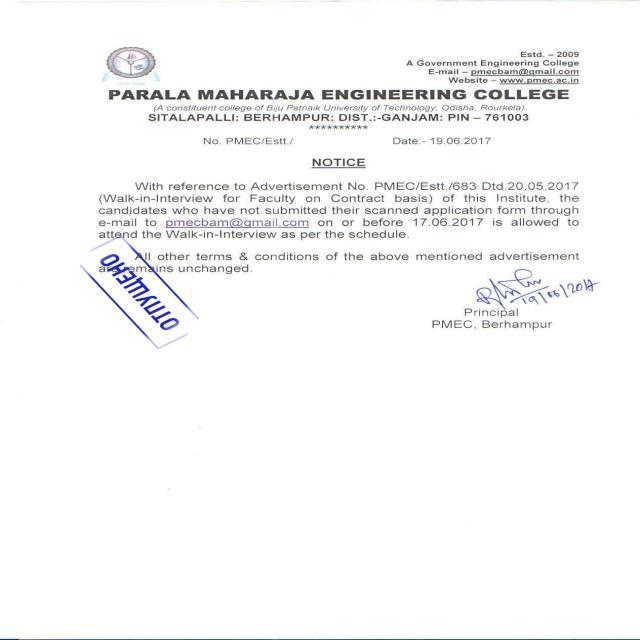 Estd. – 2009
A Government Engineering College
E-mail – pmecbam@gmail.com
Website – www.pmec.ac.in
PARALA MAHARAJA ENGINEERING COLLEGE
(A constituent college of Biju Patnaik University of Technology, Odisha, Rourkela)
SITALAPALLI: BERHAMPUR: DIST.:-GANJAM: PIN – 761003
**********
No. PMEC/Estt./ Date:- 19.06.2017
NOTICE
With reference to Advertisement No. PMEC/Estt./683 Dtd.20.05.2017
(Walk-in-Interview for Faculty on Contract basis) of this Institute, the
candidates who have not submitted their scanned application form through
e-mail to pmecbam@gmail.com on or before 17.06.2017 is allowed to
attend the Walk-in-Interview as per the schedule.
All other terms & conditions of the above mentioned advertisement
remains unchanged.
ОТПУЩЕНО
19/06/2017
Principal
PMEC, Berhampur